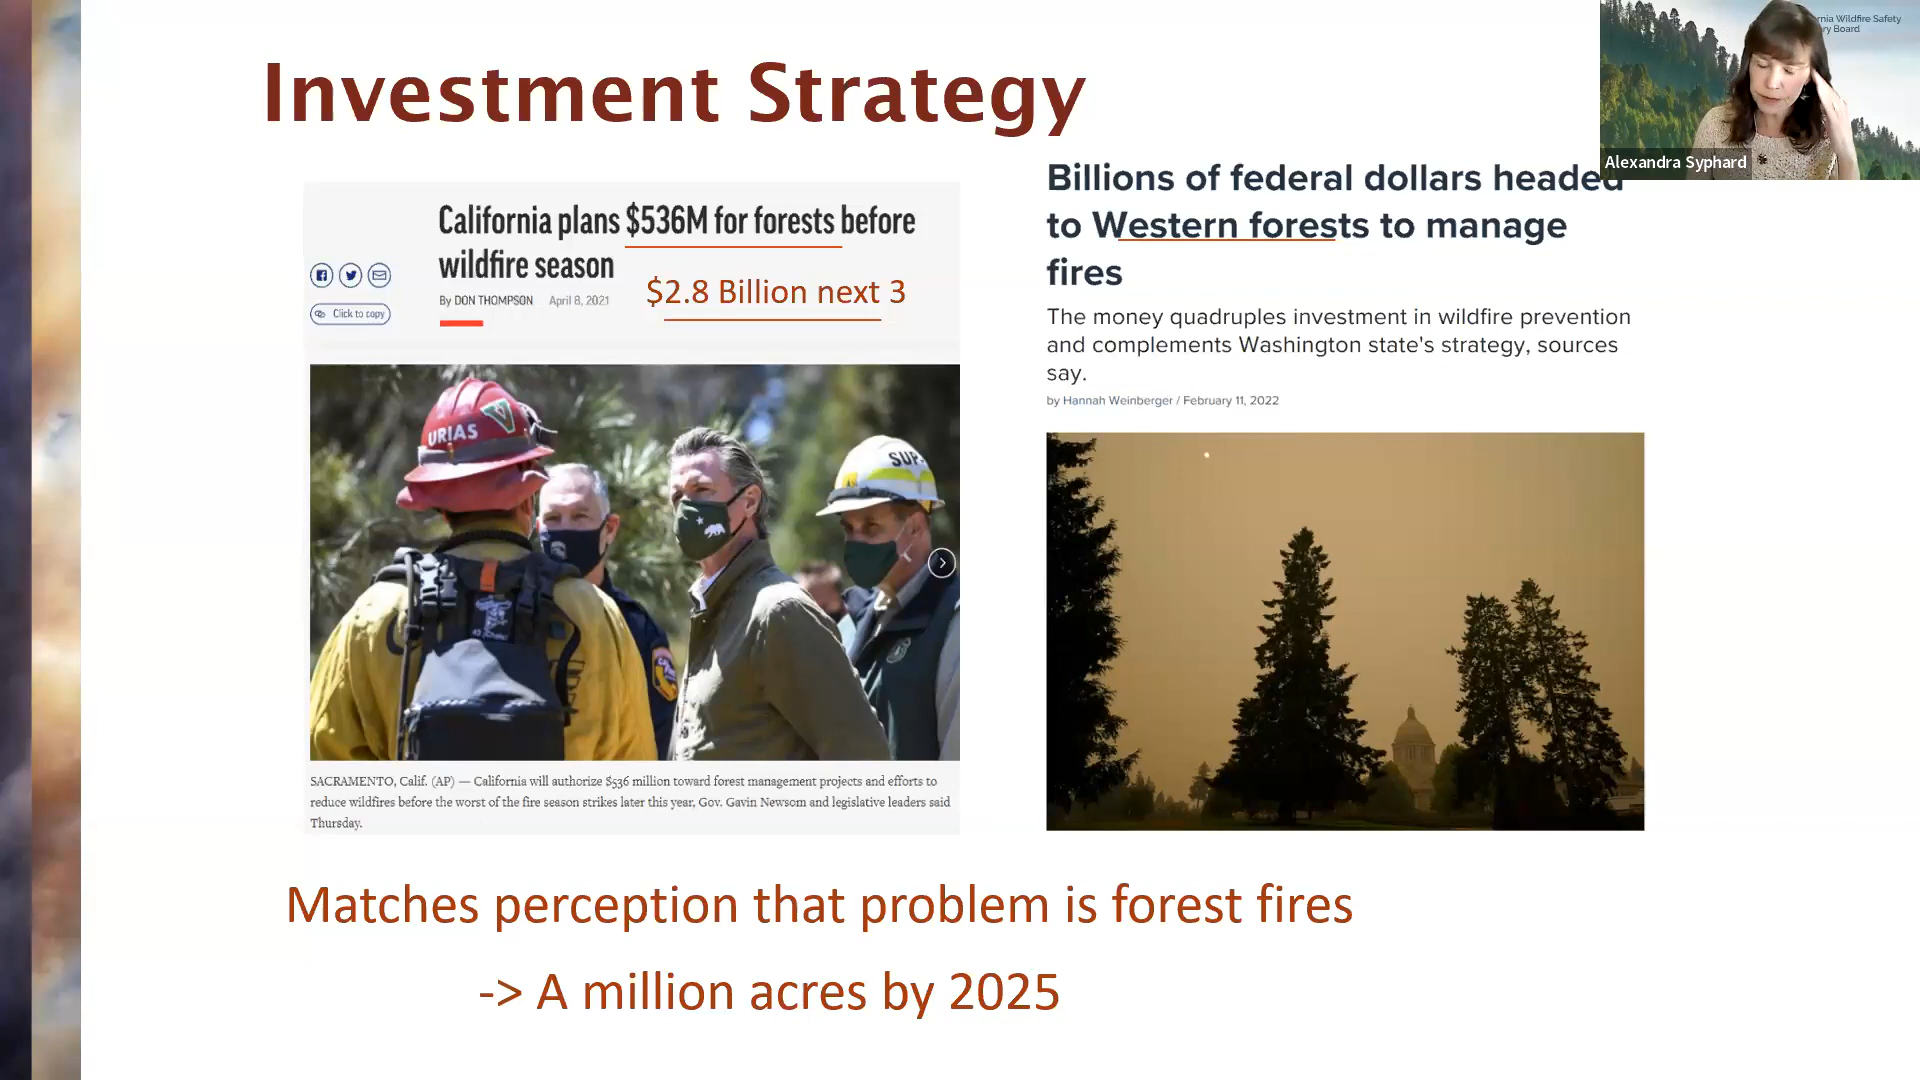 Investment Strategy
California plans $536M for forests before
wildfire season
By DON THOMPSON April 8, 2021
$2.8 Billion next 3
Click to copy
URIAS
SUP
SACRAMENTO, Calif. (AP) — California will authorize $536 million toward forest management projects and efforts to
reduce wildfires before the worst of the fire season strikes later this year, Gov. Gavin Newsom and legislative leaders said
Thursday.
Billions of federal dollars headed
to Western forests to manage
fires
The money quadruples investment in wildfire prevention
and complements Washington state's strategy, sources
say.
by Hannah Weinberger / February 11, 2022
rnia Wildfire Safety
ry Board
Alexandra Syphard
Matches perception that problem is forest fires
-> A million acres by 2025